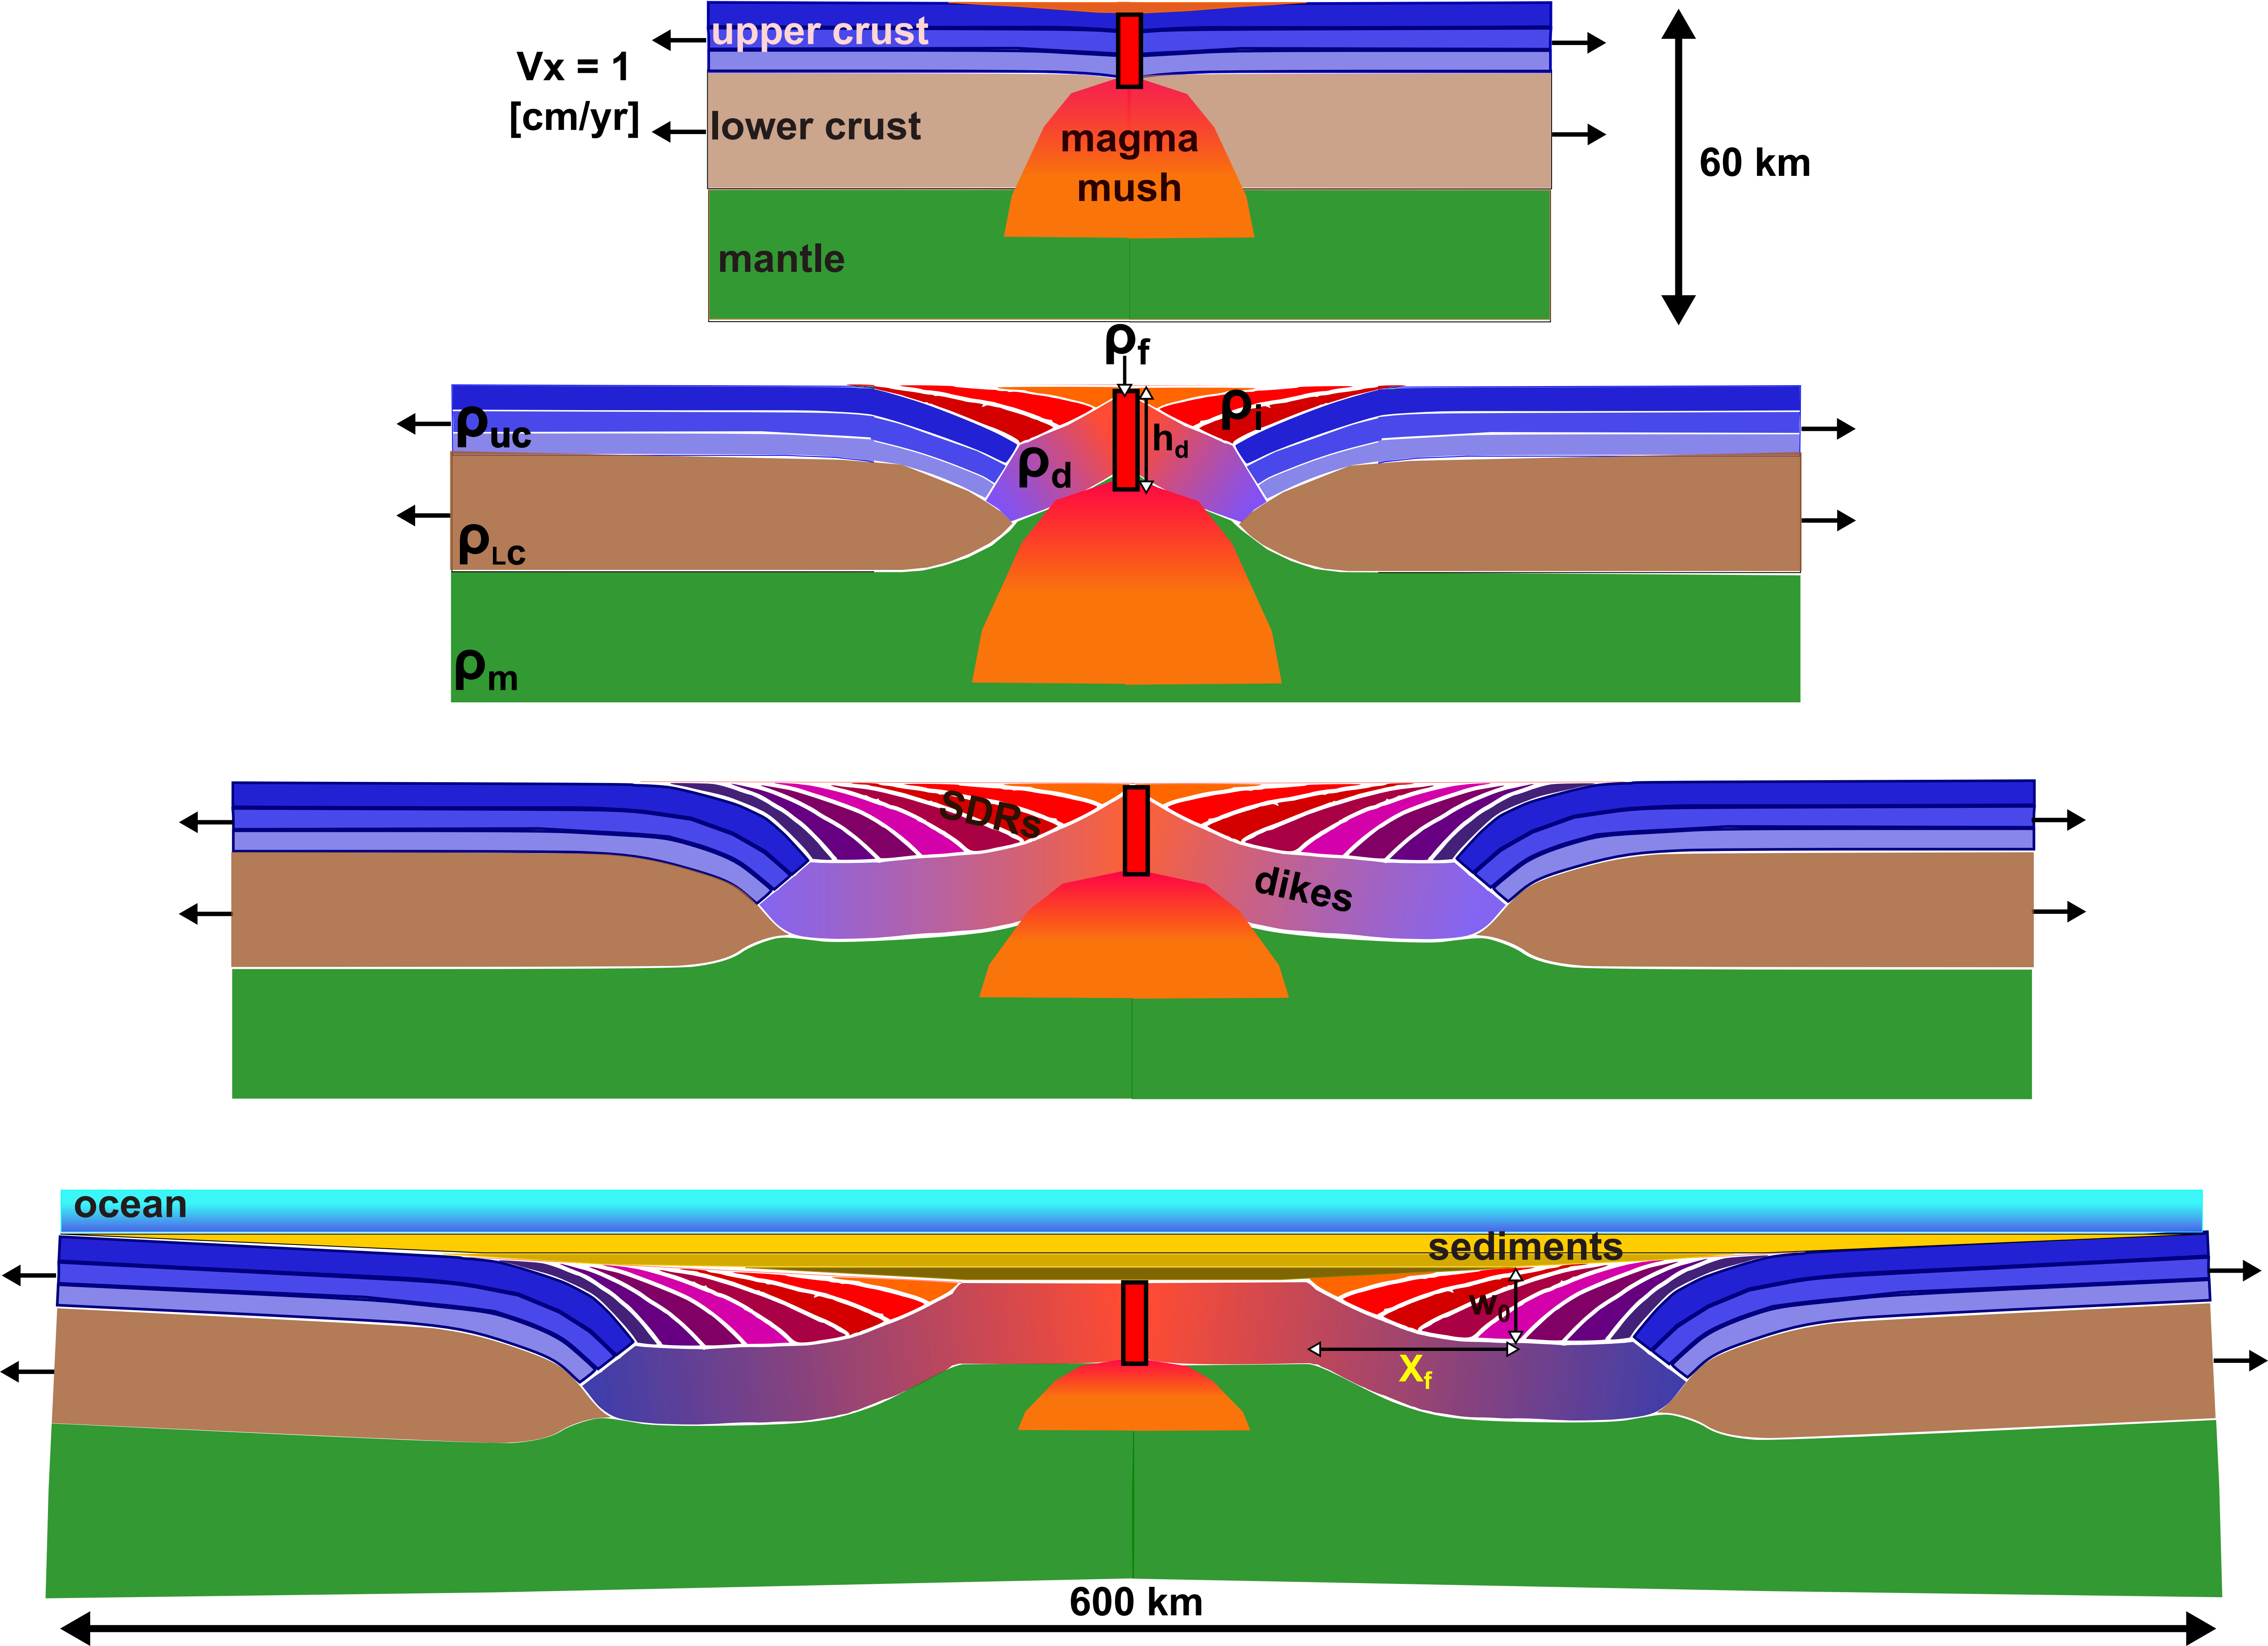 upper crust
Vx = 1
[cm/yr]
lower crust
magma
mush
60 km
mantle
ρf
ρuc
ρi
hd
ρd
ρLc
ρm
SDRs
dikes
ocean
sediments
w0
Xf
600 km